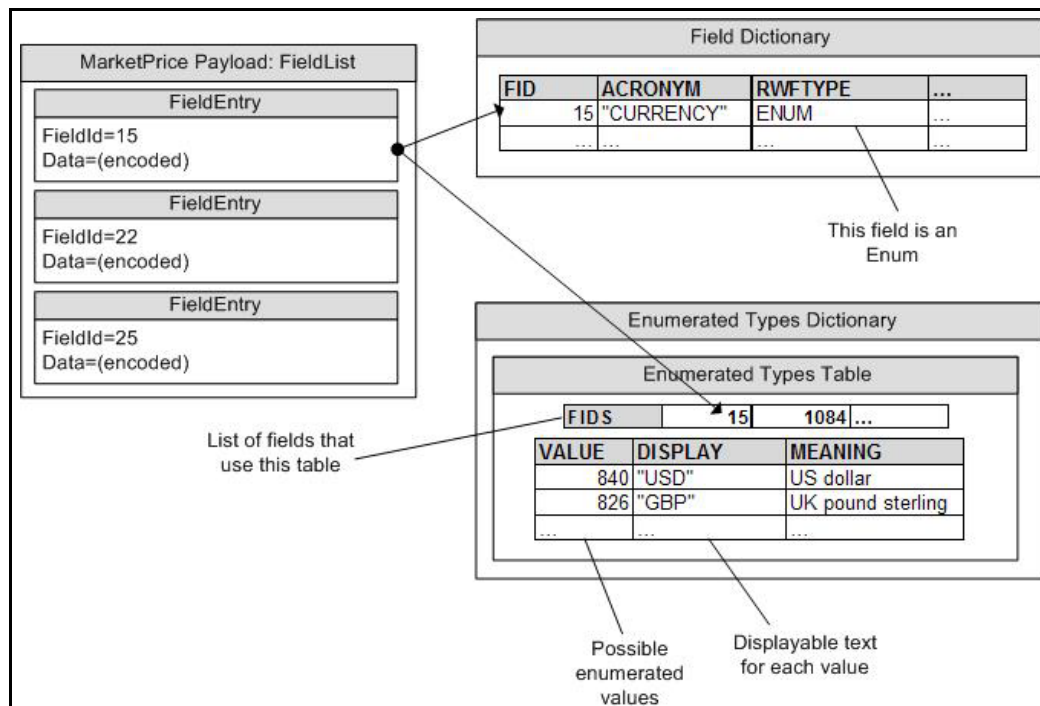 MarketPrice Payload: FieldList
FieldEntry
FieldId=15
Data=(encoded)
FieldEntry
FieldId=22
Data=(encoded)
FieldEntry
FieldId=25
Data=(encoded)
Field Dictionary
FID ACRONYM RWFTYPE ...
15 "CURRENCY" ENUM ...
... ... ... ...
This field is an
Enum
Enumerated Types Dictionary
Enumerated Types Table
FIDS 15 1084 ...
List of fields that
use this table
VALUE DISPLAY MEANING
840 "USD" US dollar
826 "GBP" UK pound sterling
... ... ...
Possible
enumerated
values
Displayable text
for each value